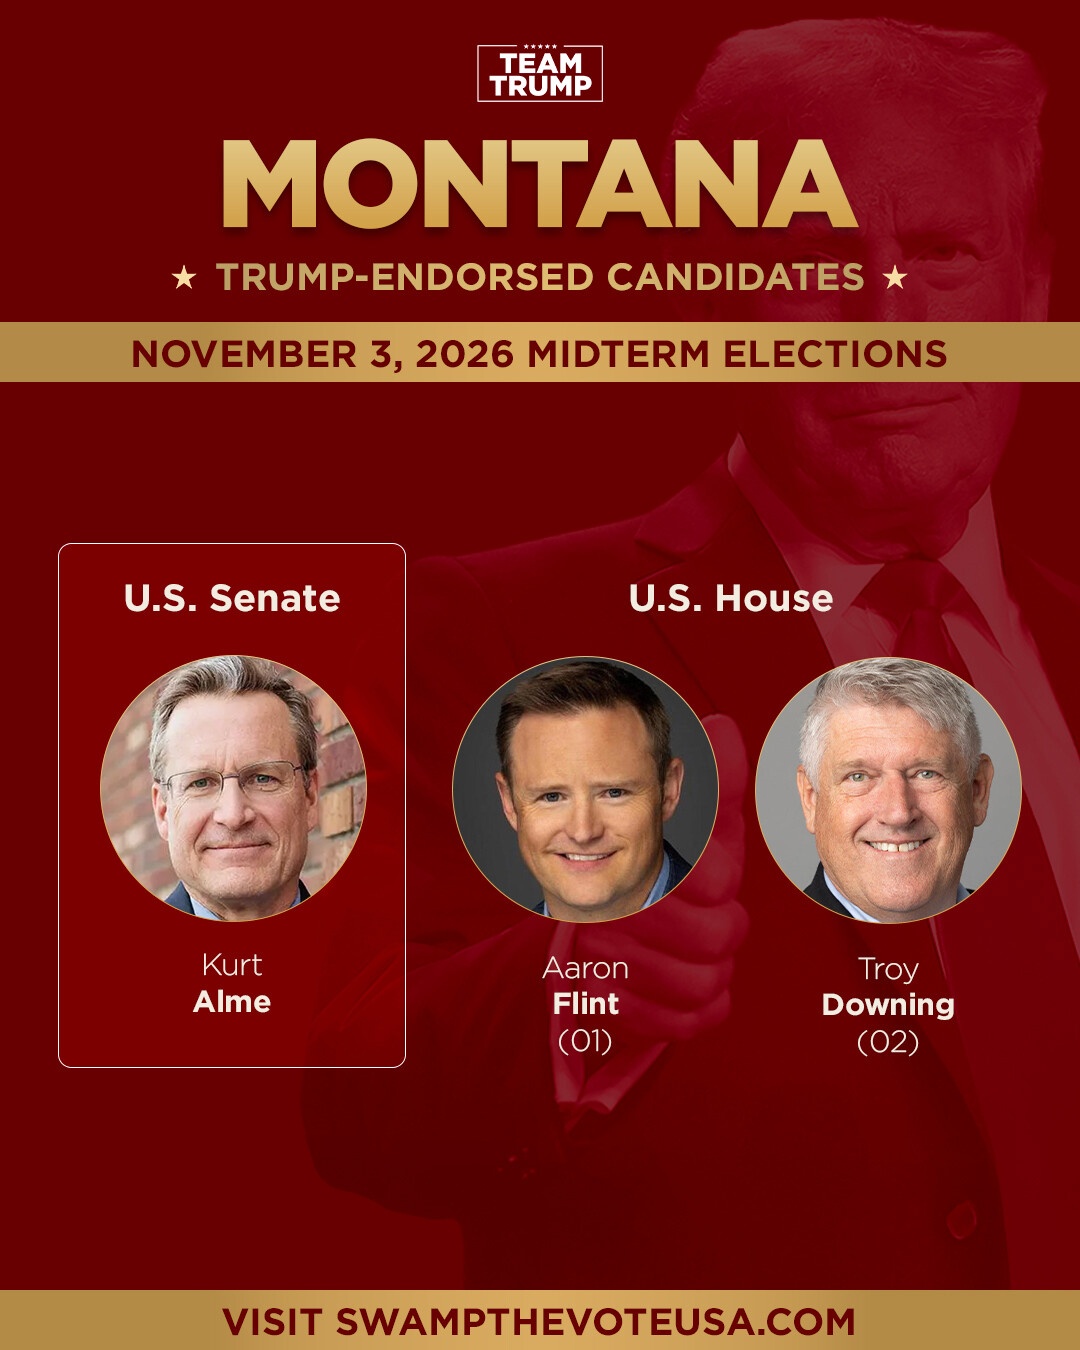 TEAM
TRUMP
MONTANA
TRUMP-ENDORSED CANDIDATES
NOVEMBER 3, 2026 MIDTERM ELECTIONS
U.S. Senate
Kurt
Alme
U.S. House
Aaron
Flint
(01)
Troy
Downing
(02)
VISIT SWAMPTHEVOTEUSA.COM